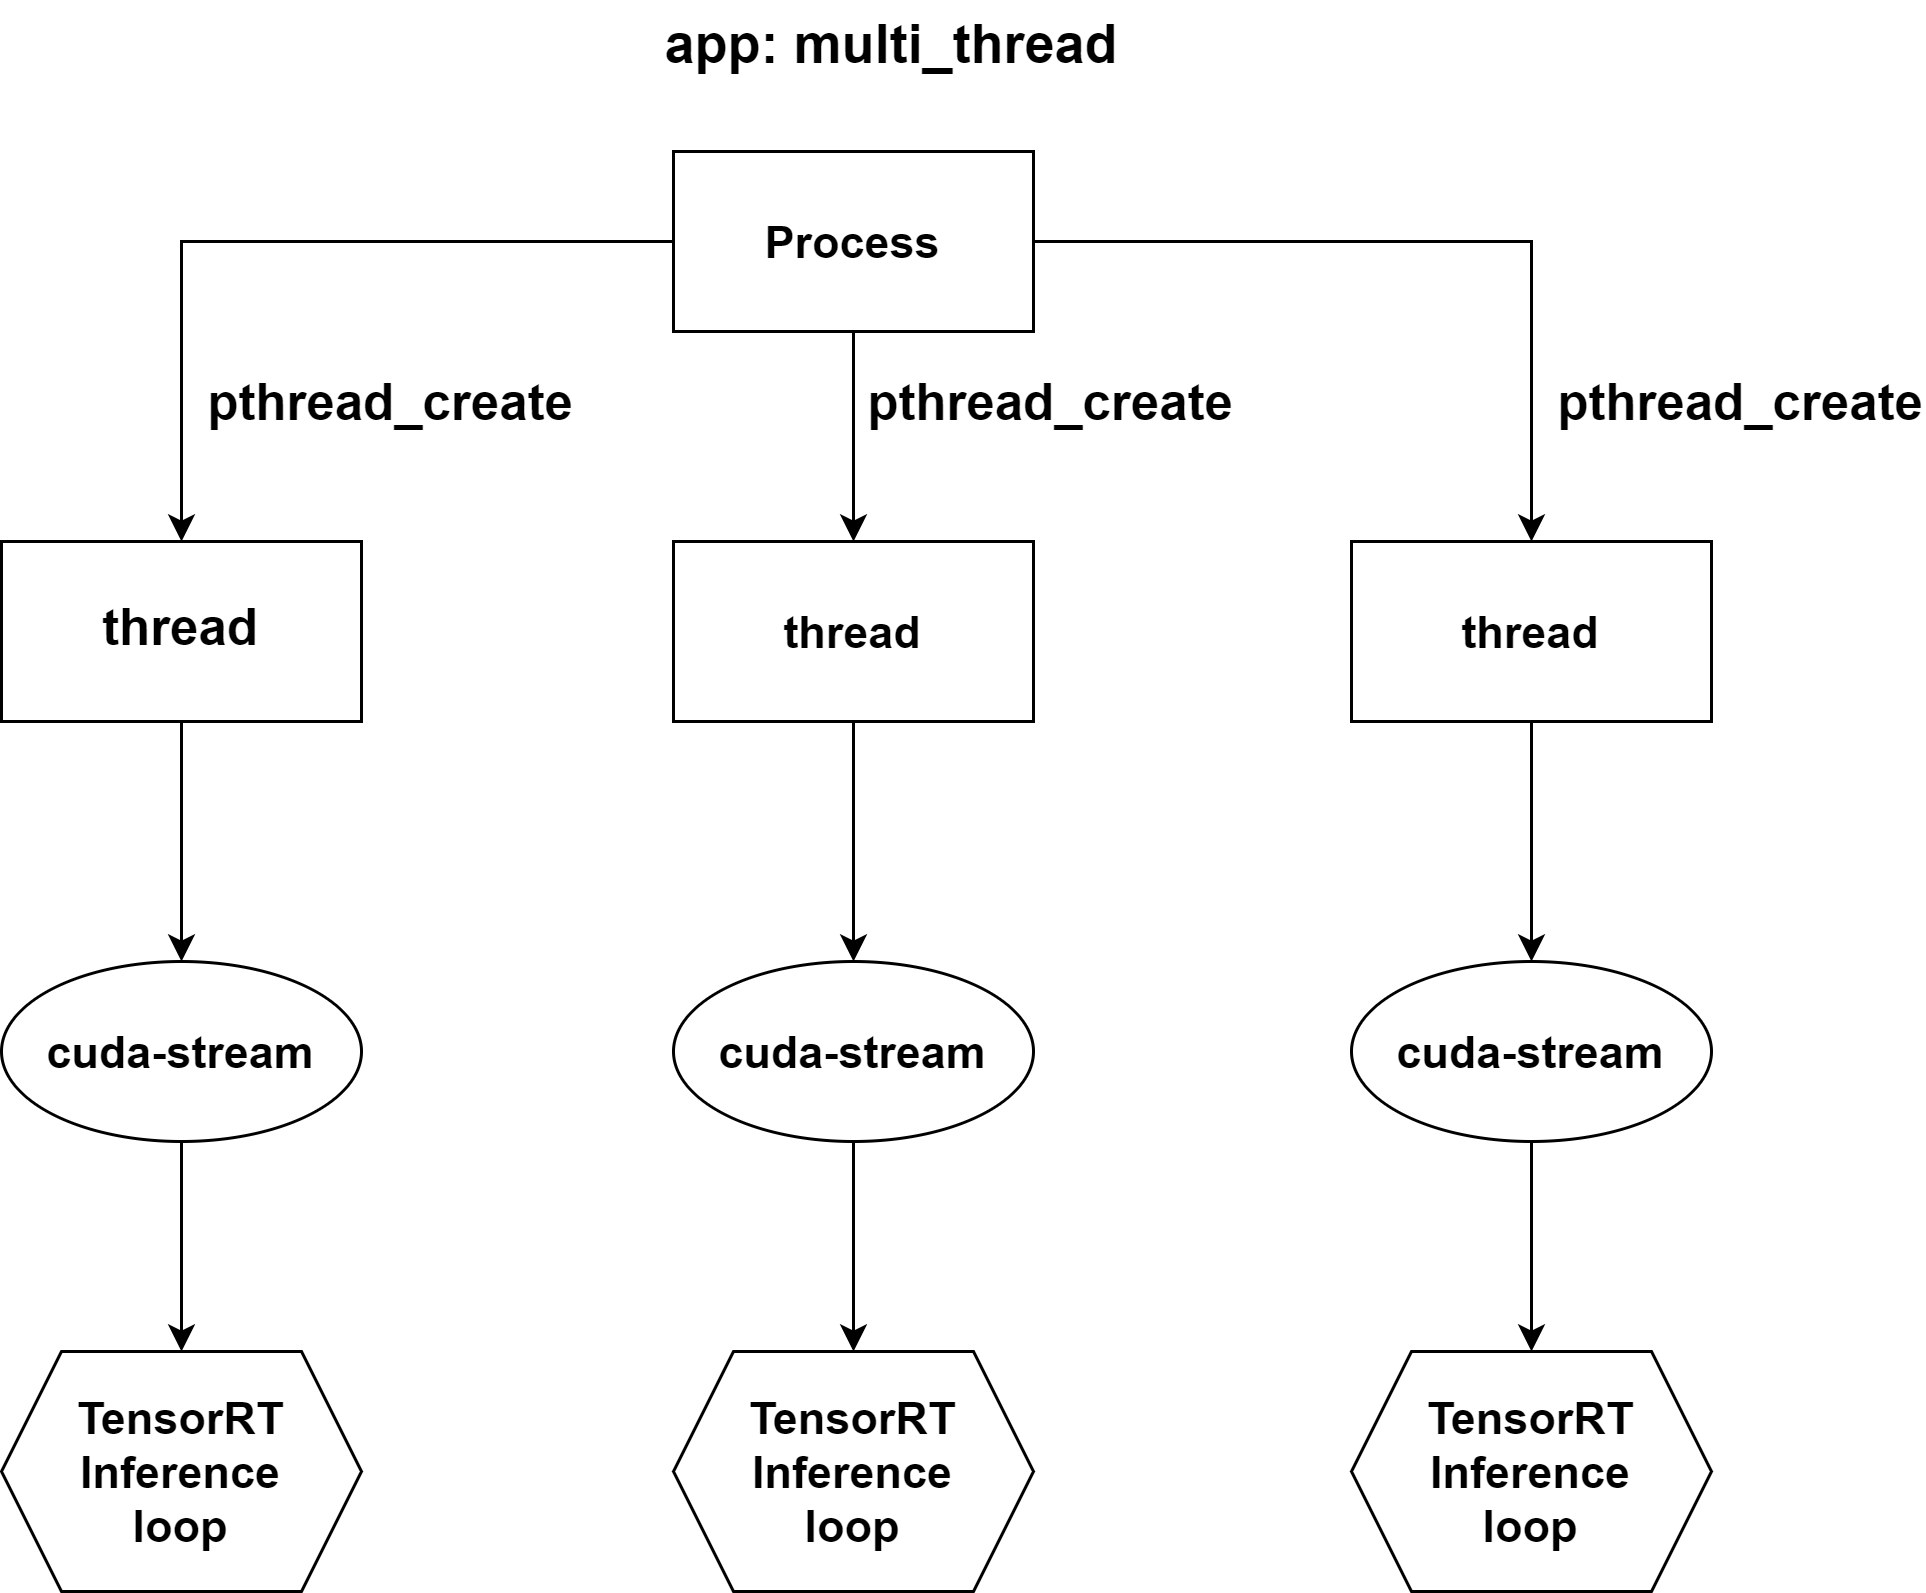 app: multi_thread
Process
pthread_create
pthread_create
pthread_create
thread
thread
thread
cuda-stream
cuda-stream
cuda-stream
TensorRT
Inference
loop
TensorRT
Inference
loop
TensorRT
Inference
loop